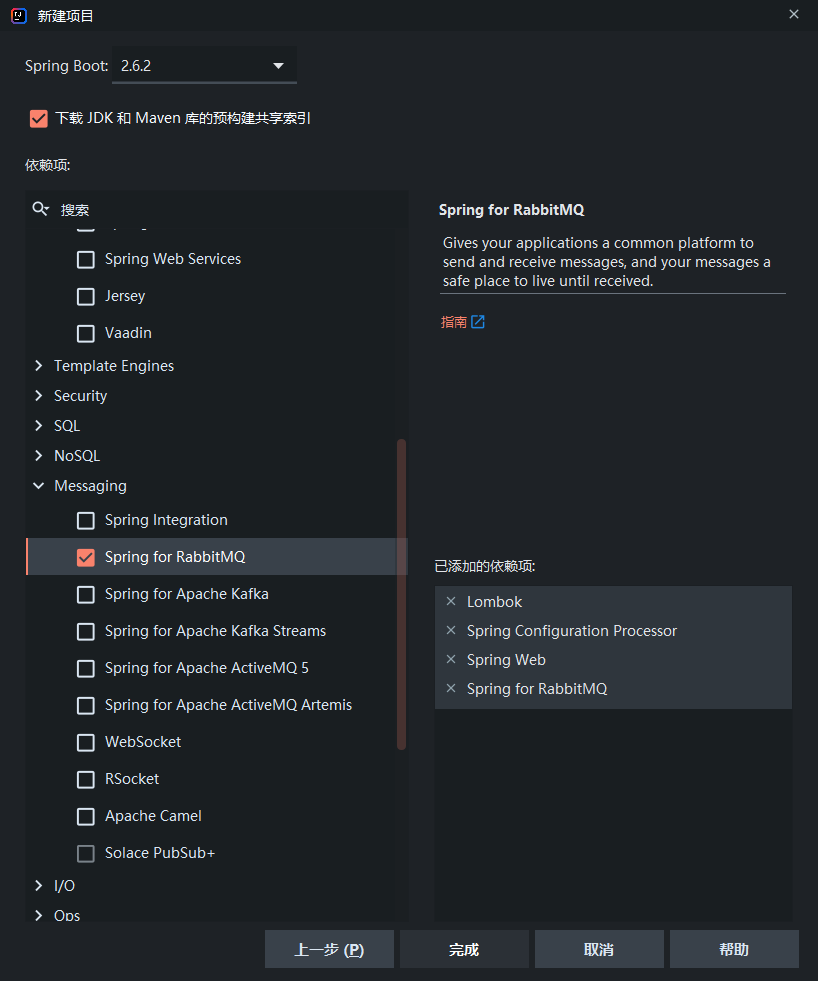 新建项目
Spring Boot: 2.6.2
下载 JDK 和 Maven 库的预构建共享索引
依赖项:
搜索
Spring Web Services
Jersey
Vaadin
Template Engines
Security
SQL
NoSQL
Messaging
Spring Integration
Spring for RabbitMQ
Spring for Apache Kafka
Spring for Apache Kafka Streams
Spring for Apache ActiveMQ 5
Spring for Apache ActiveMQ Artemis
WebSocket
RSocket
Apache Camel
Solace PubSub+
I/O
Ops
Spring for RabbitMQ
Gives your applications a common platform to
send and receive messages, and your messages a
safe place to live until received.
指南
已添加的依赖项:
Lombok
Spring Configuration Processor
Spring Web
Spring for RabbitMQ
上一步 (P)
完成
取消
帮助